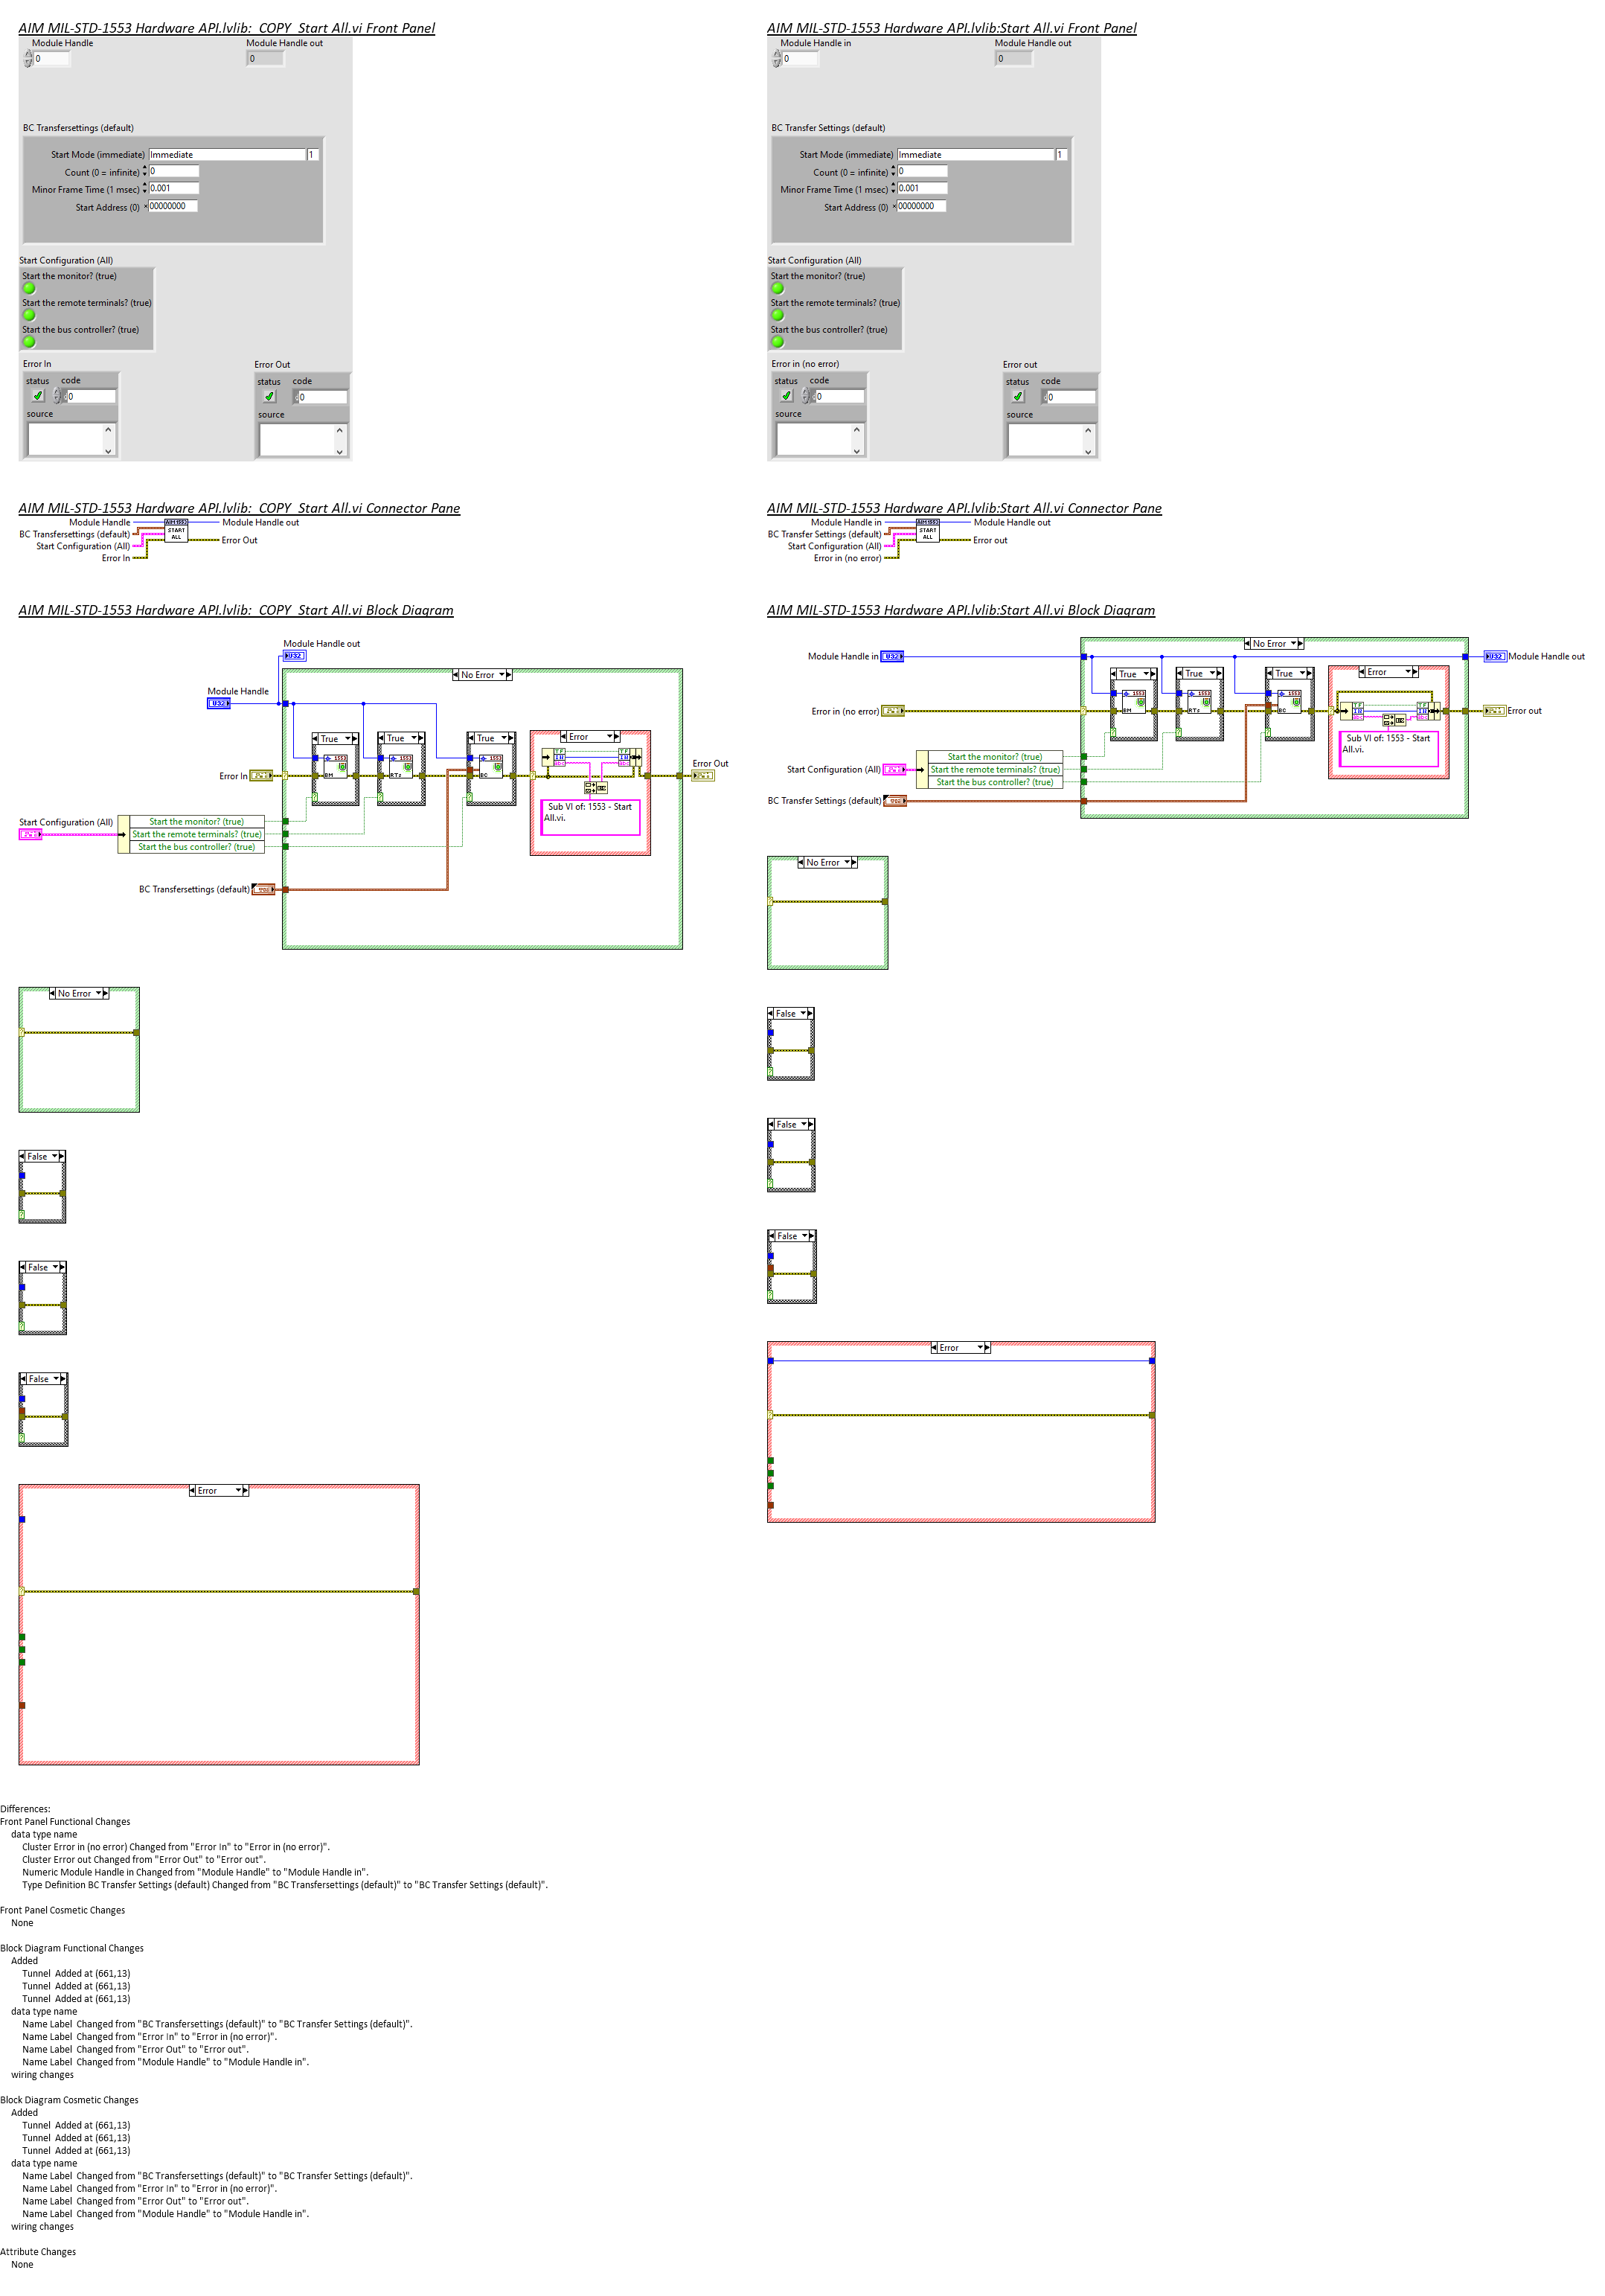 AIM MIL-STD-1553 Hardware API.lvlib:_COPY_Start All.vi Front Panel
Module Handle
Module Handle out
0
0
BC Transfersettings (default)
Start Mode (immediate) Immediate 1
Count (0 = infinite) 0
Minor Frame Time (1 msec) 0.001
Start Address (0) x 00000000
Start Configuration (All)
Start the monitor? (true)
Start the remote terminals? (true)
Start the bus controller? (true)
Error In
Error Out
status code
0
source
status code
0
source
AIM MIL-STD-1553 Hardware API.lvlib:Start All.vi Front Panel
Module Handle in
Module Handle out
0
0
BC Transfer Settings (default)
Start Mode (immediate) Immediate 1
Count (0 = infinite) 0
Minor Frame Time (1 msec) 0.001
Start Address (0) x 00000000
Start Configuration (All)
Start the monitor? (true)
Start the remote terminals? (true)
Start the bus controller? (true)
Error in (no error)
Error out
status code
0
source
status code
0
source
AIM MIL-STD-1553 Hardware API.lvlib:_COPY_Start All.vi Connector Pane
Module Handle
BC Transfersettings (default)
Start Configuration (All)
Error In
AIM1553
START
ALL
Module Handle out
Error Out
AIM MIL-STD-1553 Hardware API.lvlib:Start All.vi Connector Pane
Module Handle in
BC Transfer Settings (default)
Start Configuration (All)
Error in (no error)
AIM1553
START
ALL
Module Handle out
Error out
AIM MIL-STD-1553 Hardware API.lvlib:_COPY_Start All.vi Block Diagram
Module Handle out
U32
No Error
Module Handle
U32
True
True
True
Error
1553
BM
1553
RTs
1553
BC
Error In
Error Out
Sub VI of: 1553 - Start
All.vi.
Start Configuration (All)
Start the monitor? (true)
Start the remote terminals? (true)
Start the bus controller? (true)
BC Transfersettings (default)
No Error
False
False
False
Error
AIM MIL-STD-1553 Hardware API.lvlib:Start All.vi Block Diagram
No Error
Module Handle in U32
U32 Module Handle out
True
True
True
Error
1553
BM
1553
RTs
1553
BC
Error in (no error)
Error out
Sub VI of: 1553 - Start
All.vi.
Start Configuration (All)
Start the monitor? (true)
Start the remote terminals? (true)
Start the bus controller? (true)
BC Transfer Settings (default)
No Error
False
False
False
Error
Differences:
Front Panel Functional Changes
data type name
Cluster Error in (no error) Changed from "Error In" to "Error in (no error)".
Cluster Error out Changed from "Error Out" to "Error out".
Numeric Module Handle in Changed from "Module Handle" to "Module Handle in".
Type Definition BC Transfer Settings (default) Changed from "BC Transfersettings (default)" to "BC Transfer Settings (default)".
Front Panel Cosmetic Changes
None
Block Diagram Functional Changes
Added
Tunnel Added at (661,13)
Tunnel Added at (661,13)
Tunnel Added at (661,13)
data type name
Name Label Changed from "BC Transfersettings (default)" to "BC Transfer Settings (default)".
Name Label Changed from "Error In" to "Error in (no error)".
Name Label Changed from "Error Out" to "Error out".
Name Label Changed from "Module Handle" to "Module Handle in".
wiring changes
Block Diagram Cosmetic Changes
Added
Tunnel Added at (661,13)
Tunnel Added at (661,13)
Tunnel Added at (661,13)
data type name
Name Label Changed from "BC Transfersettings (default)" to "BC Transfer Settings (default)".
Name Label Changed from "Error In" to "Error in (no error)".
Name Label Changed from "Error Out" to "Error out".
Name Label Changed from "Module Handle" to "Module Handle in".
wiring changes
Attribute Changes
None